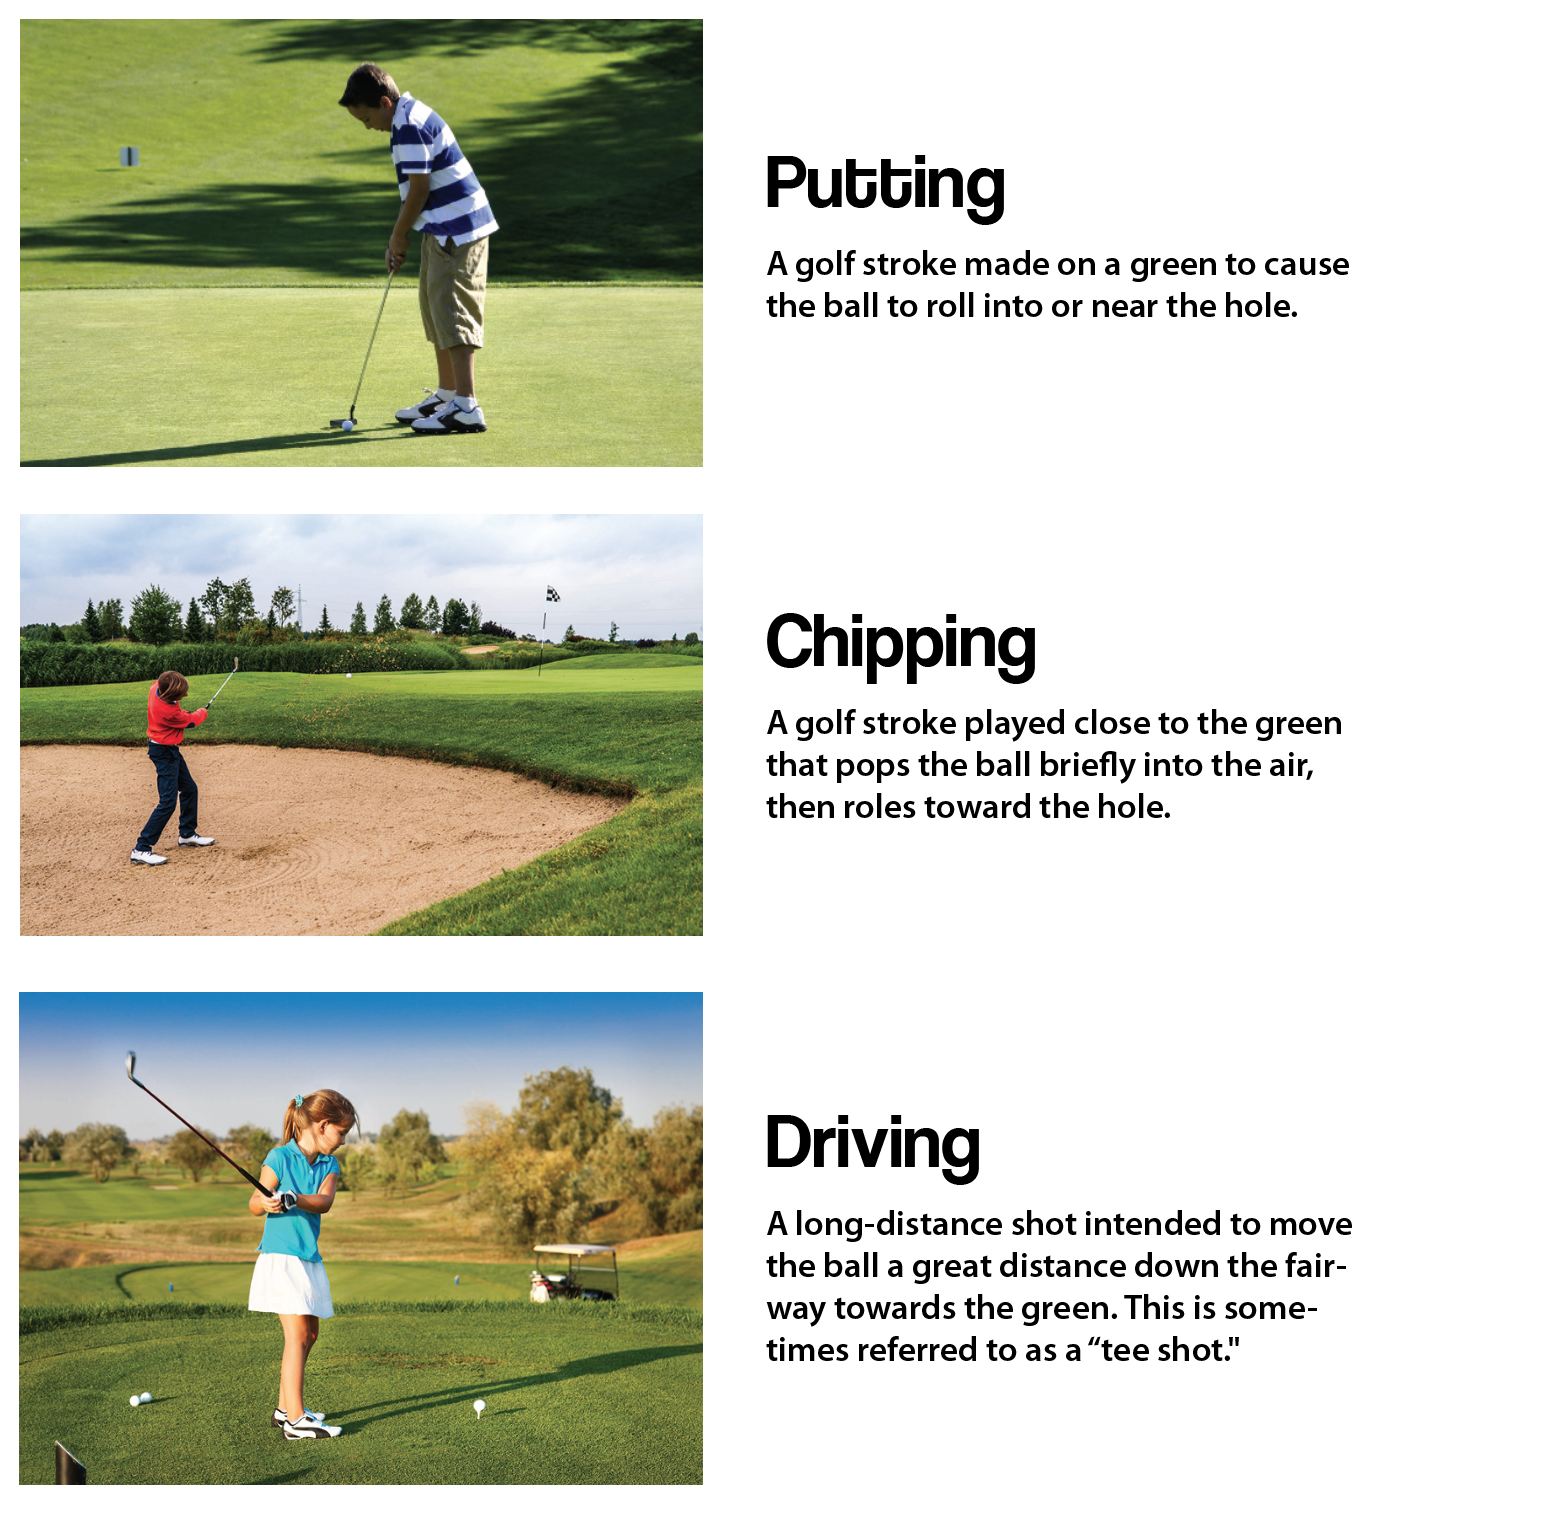 Putting
A golf stroke made on a green to cause
the ball to roll into or near the hole.
Chipping
A golf stroke played close to the green
that pops the ball briefly into the air,
then roles toward the hole.
Driving
A long-distance shot intended to move
the ball a great distance down the fair-
way towards the green. This is some-
times referred to as a “tee shot."